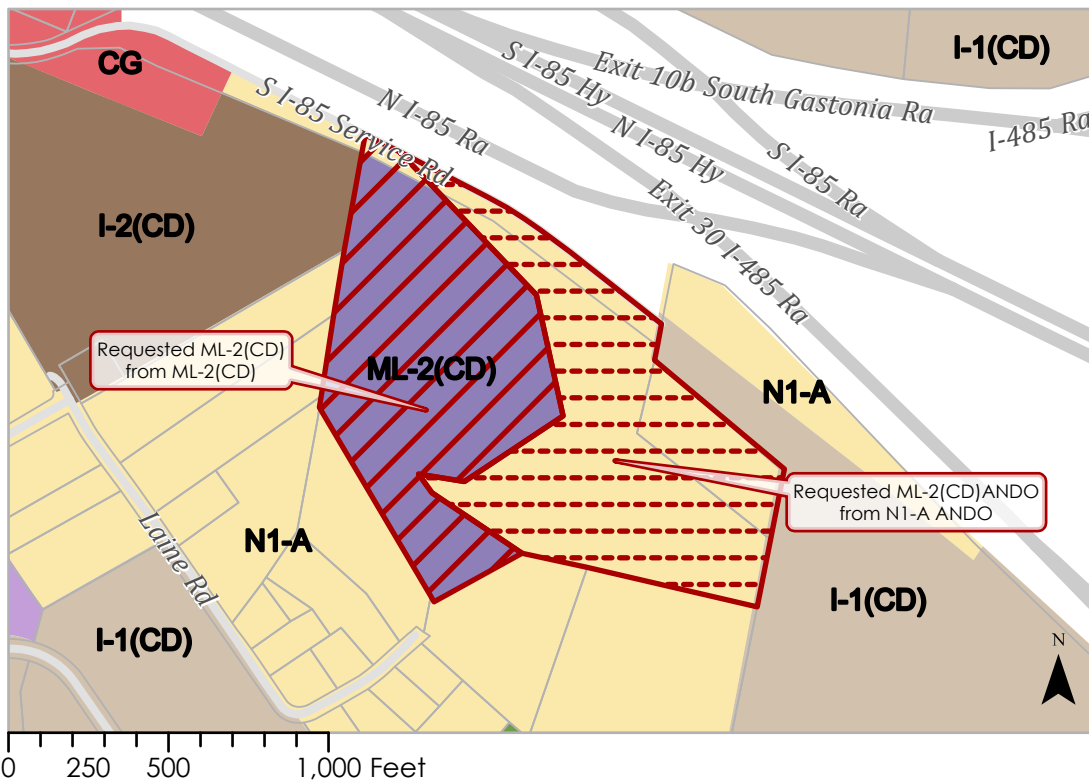 CG
I-1(CD)
S I-85 Service Rd
N I-85 Ra
S I-85 Hy
Exit 10b South Gastonia Ra
I-485 Ra
N I-85 Hy
S I-85 Ra
Exit 30 I-485 Ra
I-2(CD)
Requested ML-2(CD)
from ML-2(CD)
ML-2(CD)
N1-A
Requested ML-2(CD)ANDO
from N1-A ANDO
Laine Rd
N1-A
I-1(CD)
I-1(CD)
N
0 250 500 1,000 Feet